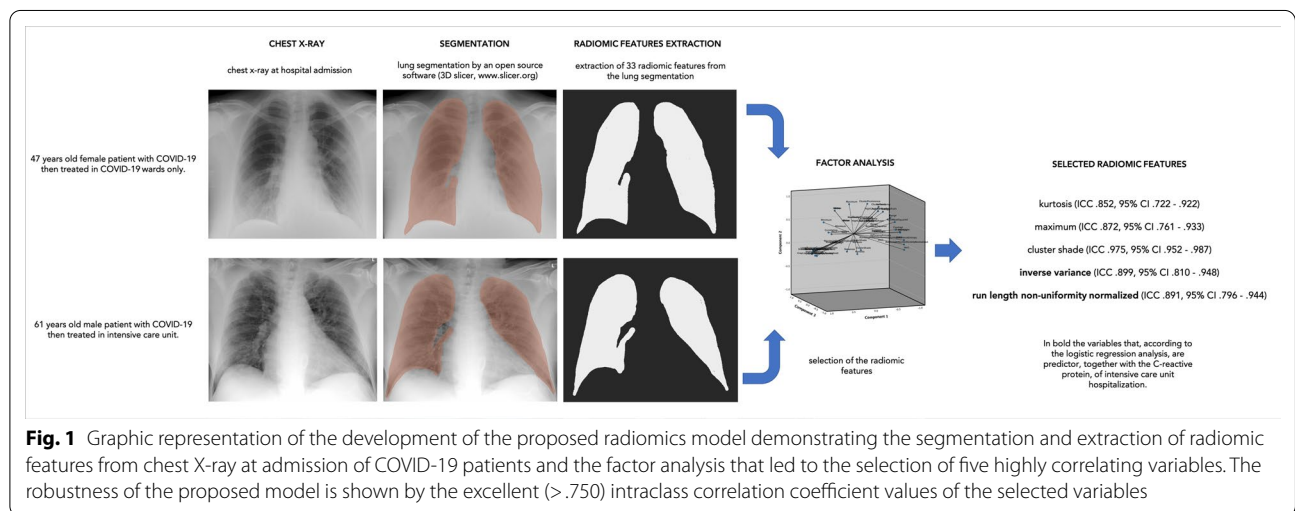 CHEST X-RAY
chest x-ray at hospital admission
SEGMENTATION
lung segmentation by an open source
software (3D slicer, www.slicer.org)
RADIOMIC FEATURES EXTRACTION
extraction of 33 radiomic features from
the lung segmentation
47 years old female patient with COVID-19
then treated in COVID-19 wards only.
61 years old male patient with COVID-19
then treated in intensive care unit.
FACTOR ANALYSIS
Component 2
Component 3
Component 1
selection of the radiomic
features
SELECTED RADIOMIC FEATURES
kurtosis (ICC .852, 95% CI .722 - .922)
maximum (ICC .872, 95% CI .761 - .933)
cluster shade (ICC .975, 95% CI .952 - .987)
inverse variance (ICC .899, 95% CI .810 - .948)
run length non-uniformity normalized (ICC .891, 95% CI .796 - .944)
In bold the variables that, according to
the logistic regression analysis, are
predictor, together with the C-reactive
protein, of intensive care unit
hospitalization.
Fig. 1 Graphic representation of the development of the proposed radiomics model demonstrating the segmentation and extraction of radiomic
features from chest X-ray at admission of COVID-19 patients and the factor analysis that led to the selection of five highly correlating variables. The
robustness of the proposed model is shown by the excellent (> .750) intraclass correlation coefficient values of the selected variables